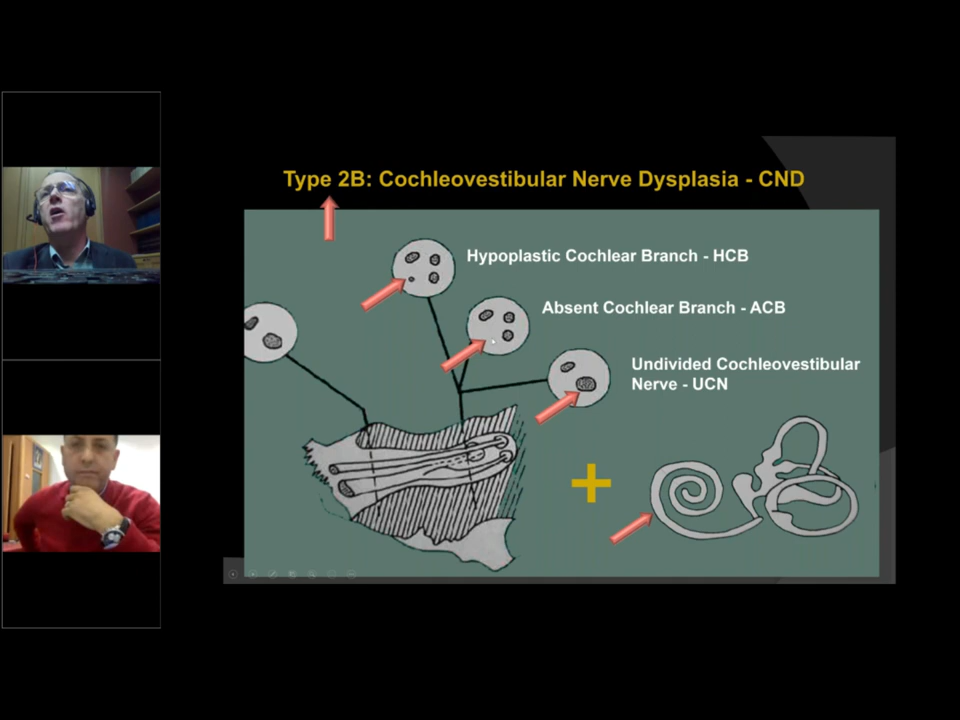 Type 2B: Cochleovestibular Nerve Dysplasia - CND
Hypoplastic Cochlear Branch - HCB
Absent Cochlear Branch - ACB
Undivided Cochleovestibular
Nerve - UCN